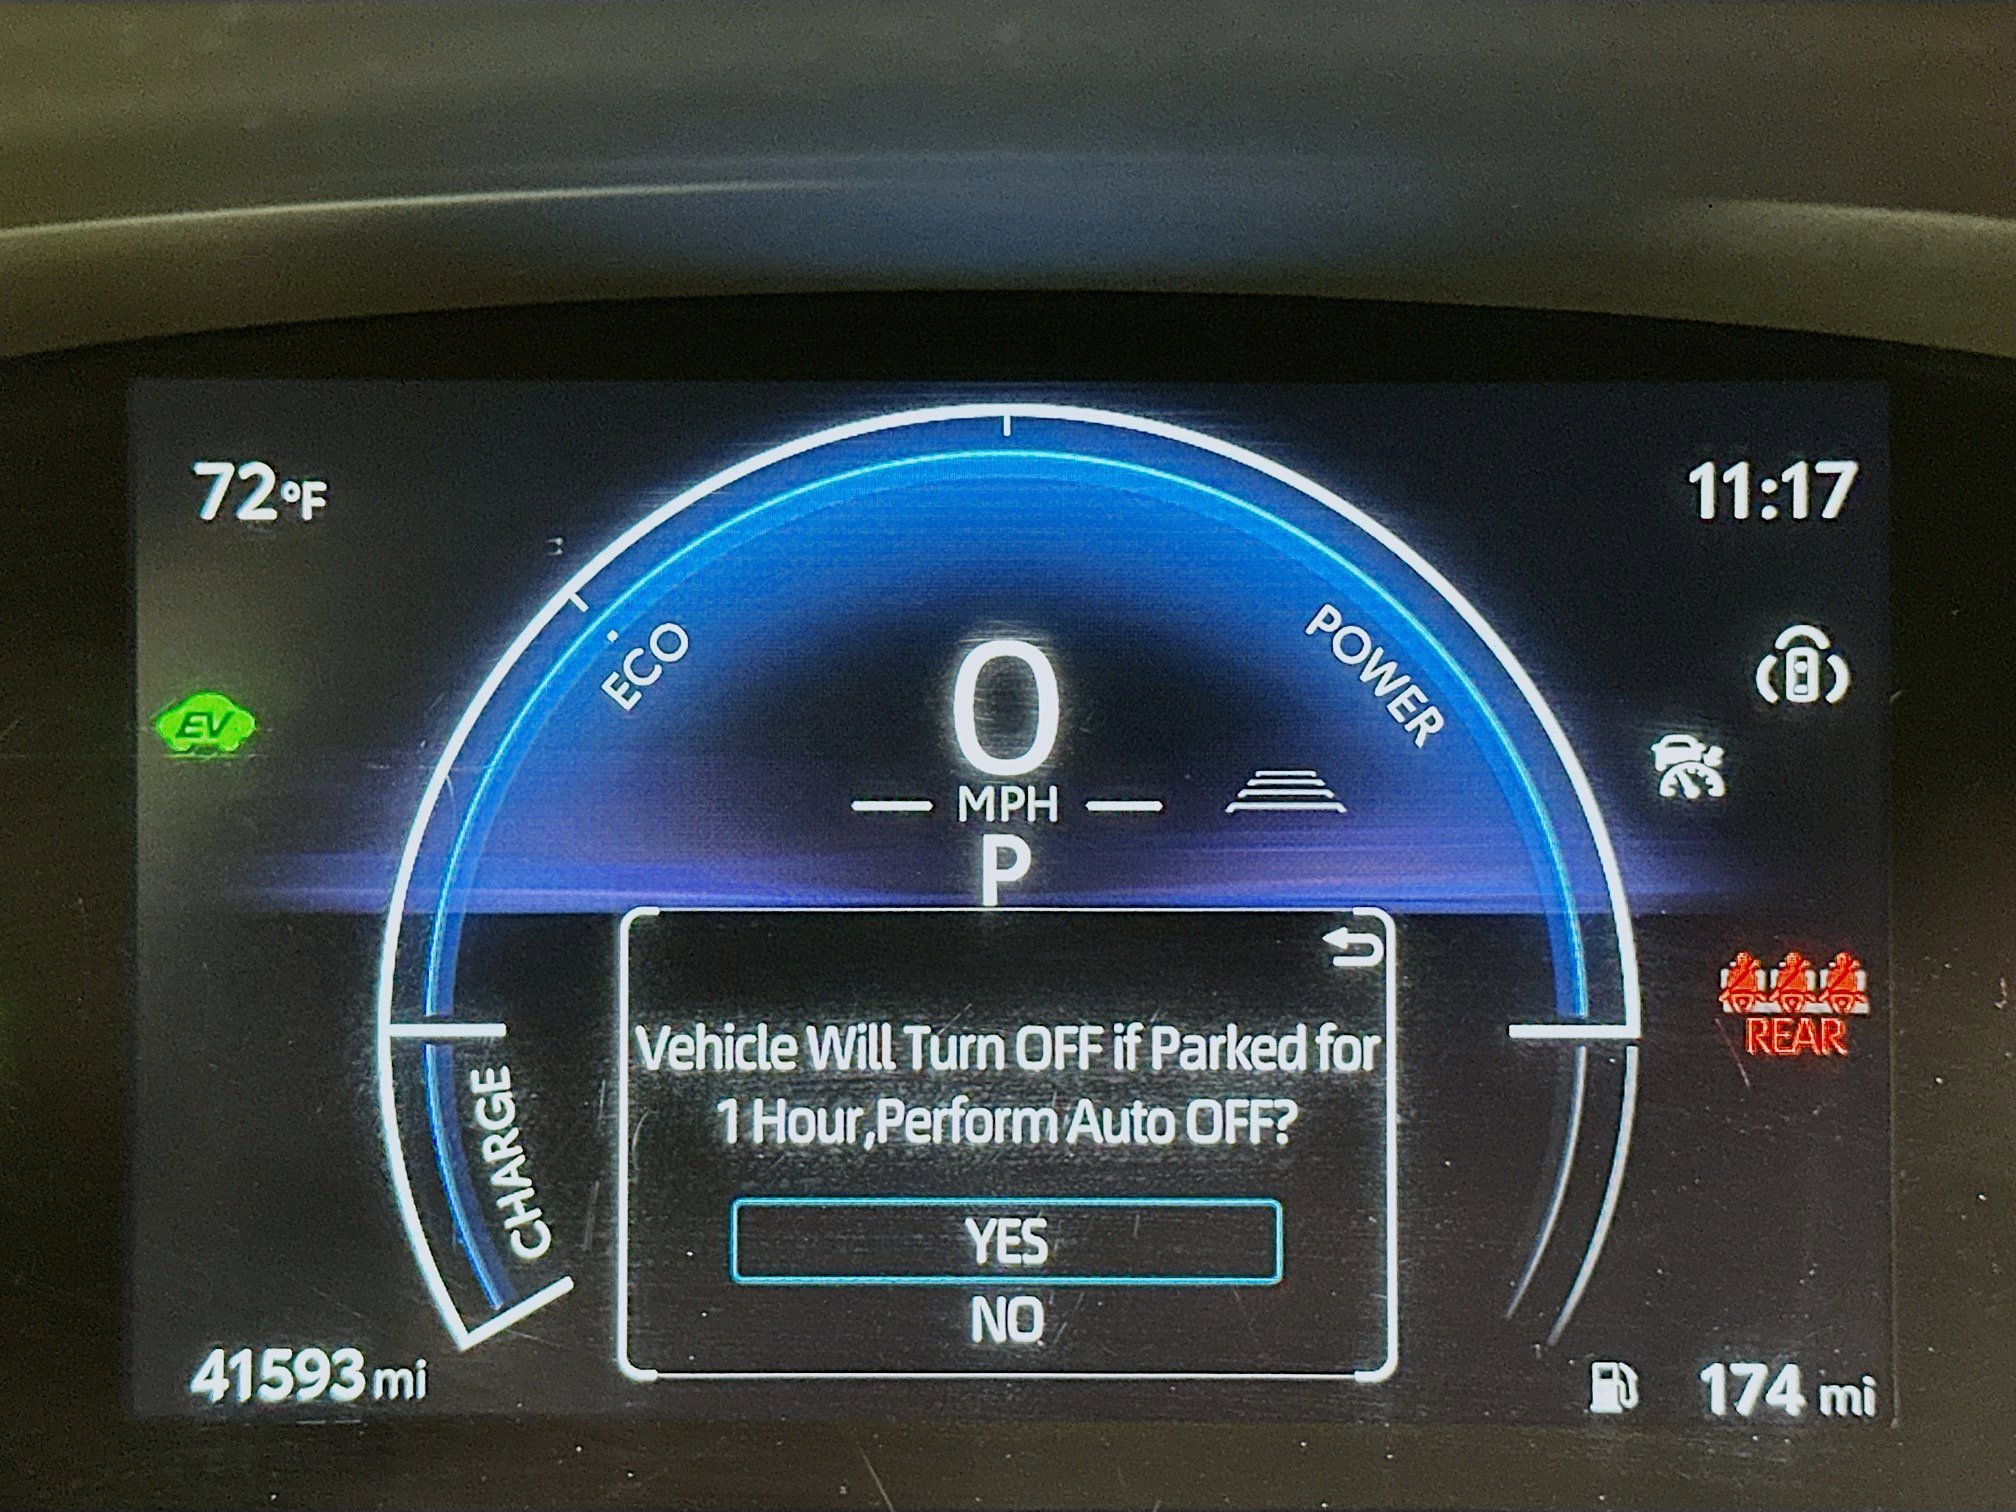 72°F
11:17
ECO
POWER
EV
0
MPH
P
REAR
Vehicle Will Turn OFF if Parked for
1 Hour,Perform Auto OFF?
CHARGE
YES
NO
41593 mi
174 mi